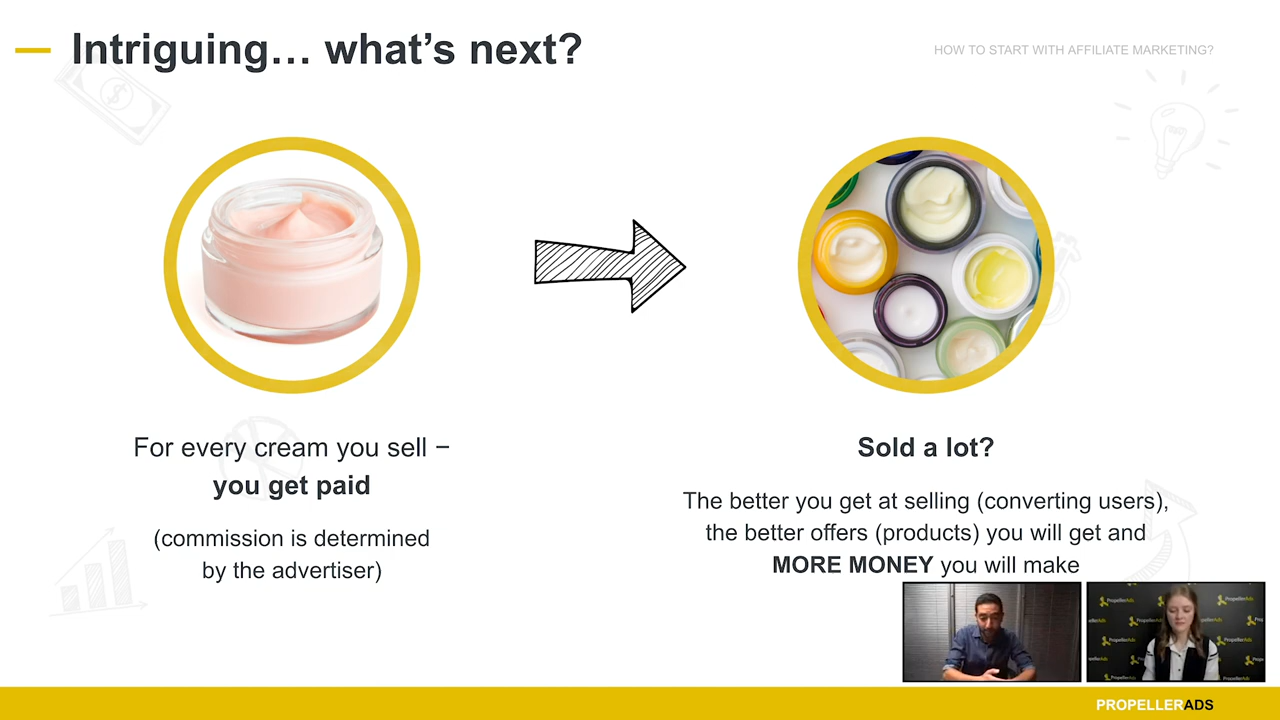 Intriguing… what’s next?
HOW TO START WITH AFFILIATE MARKETING?
For every cream you sell –
you get paid
(commission is determined
by the advertiser)
Sold a lot?
The better you get at selling (converting users),
the better offers (products) you will get and
MORE MONEY you will make
PropellerAds
PROPELLERADS